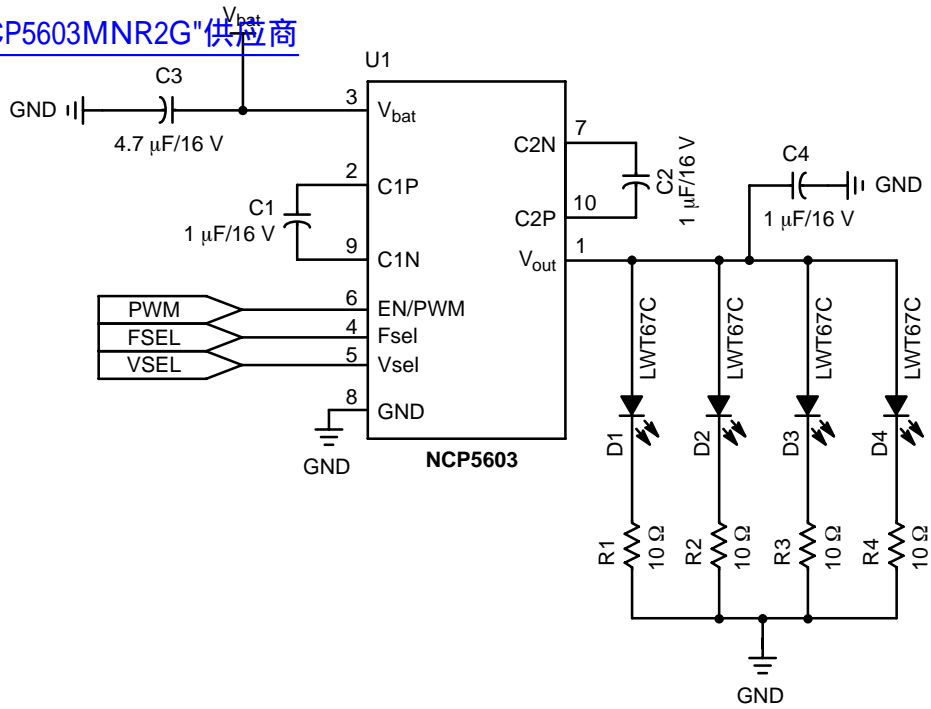 V_bat
CP5603MNR2G"供应商
U1
C3
GND
4.7 μF/16 V
3
V_bat
C2N
7
C2
1 μF/16 V
C2P
10
C4
GND
1 μF/16 V
2
C1P
C1
1 μF/16 V
9
C1N
V_out
1
PWM
6
EN/PWM
FSEL
4
Fsel
VSEL
5
Vsel
8
GND
GND
NCP5603
LWT67C
LWT67C
LWT67C
LWT67C
D1
D2
D3
D4
R1
10 Ω
R2
10 Ω
R3
10 Ω
R4
10 Ω
GND